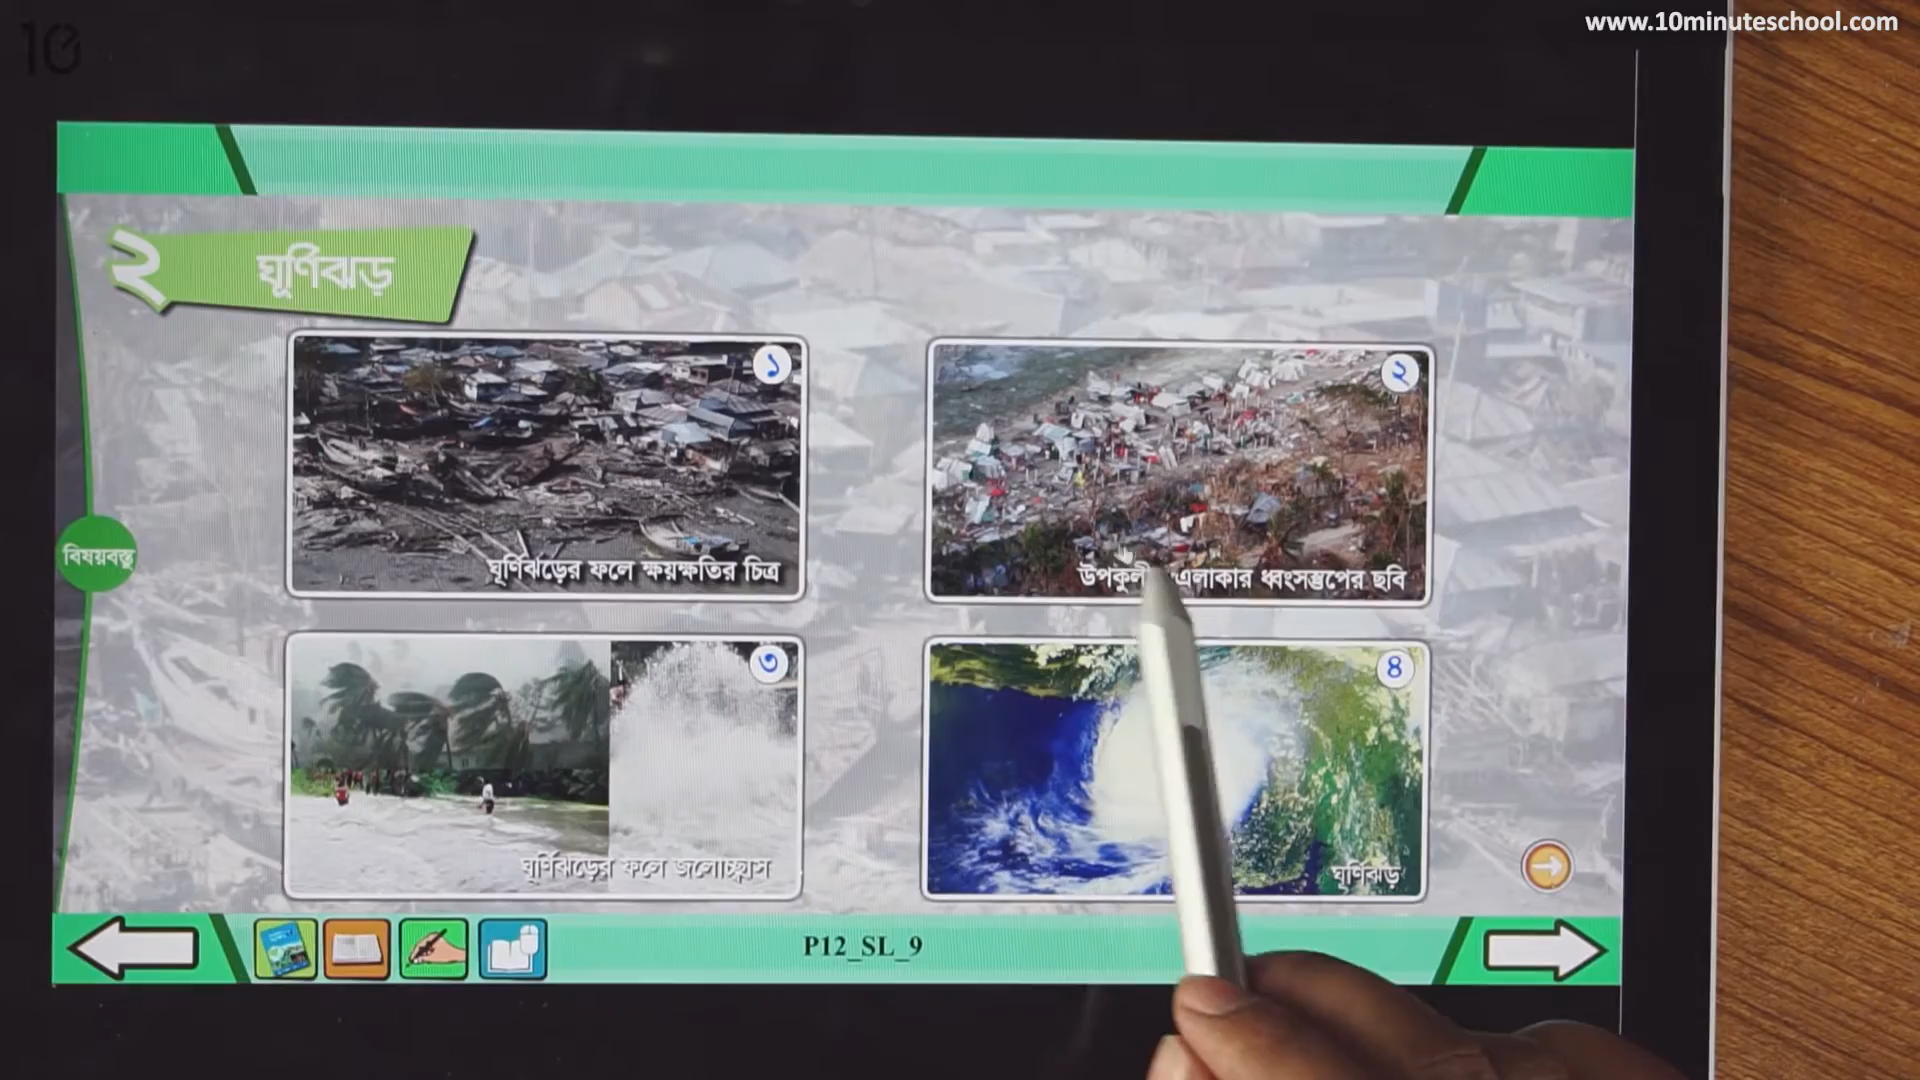 10
www.10minuteschool.com
২ ঘূর্ণিঝড়
১
ঘূর্ণিঝড়ের ফলে ক্ষয়ক্ষতির চিত্র
২
এলাকার ধ্বংসস্তূপের ছবি
বিষয়বস্তু
৩
ঘূর্ণিঝড়ের ফলে জলোচ্ছ্বাস
৪
ঘূর্ণিঝড়
P12_SL_9